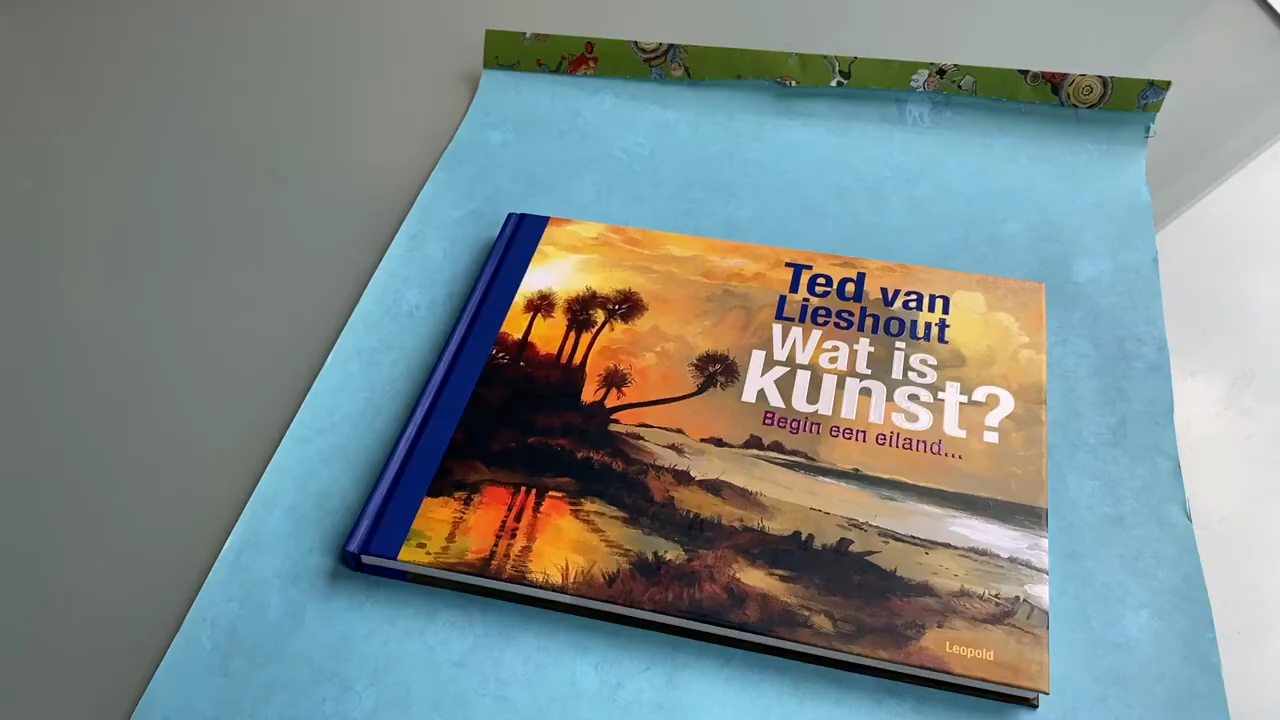 Ted van
Lieshout
Wat is
kunst?
Begin een eiland...
Leopold